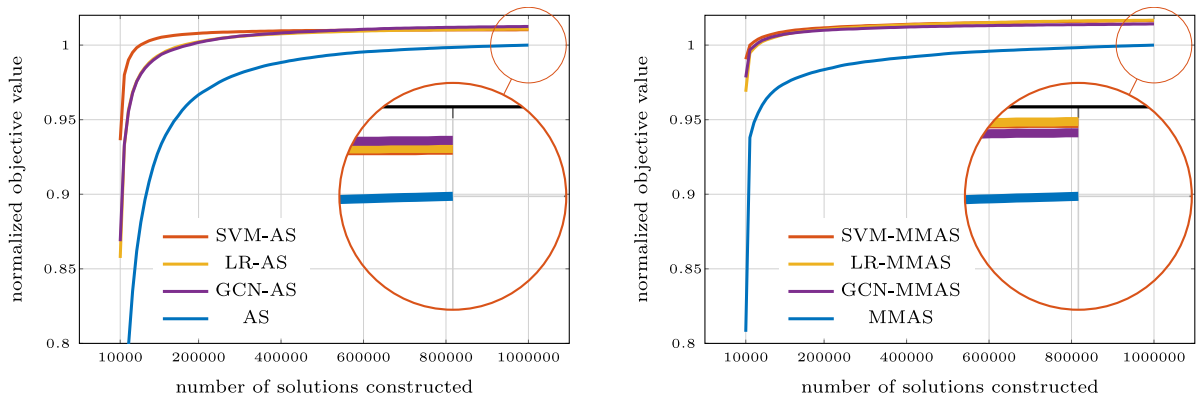 normalized objective value
1
0.95
0.9
0.85
0.8
SVM-AS
LR-AS
GCN-AS
AS
10000 200000 400000 600000 800000 1000000
number of solutions constructed
normalized objective value
1
0.95
0.9
0.85
0.8
SVM-MMAS
LR-MMAS
GCN-MMAS
MMAS
10000 200000 400000 600000 800000 1000000
number of solutions constructed